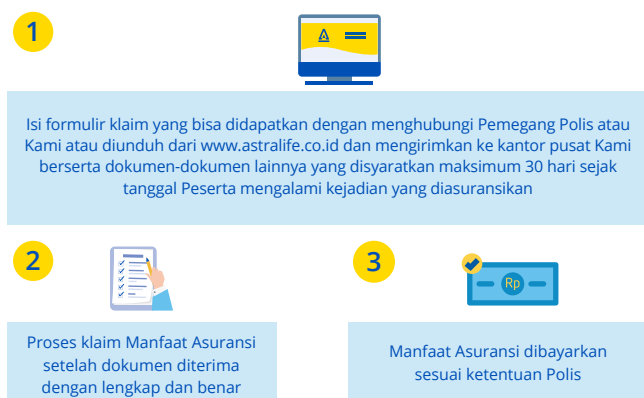 1
Isi formulir klaim yang bisa didapatkan dengan menghubungi Pemegang Polis atau
Kami atau diunduh dari www.astralife.co.id dan mengirimkan ke kantor pusat Kami
berserta dokumen-dokumen lainnya yang disyaratkan maksimum 30 hari sejak
tanggal Peserta mengalami kejadian yang diasuransikan
2
Proses klaim Manfaat Asuransi
setelah dokumen diterima
dengan lengkap dan benar
3
Rp
Manfaat Asuransi dibayarkan
sesuai ketentuan Polis